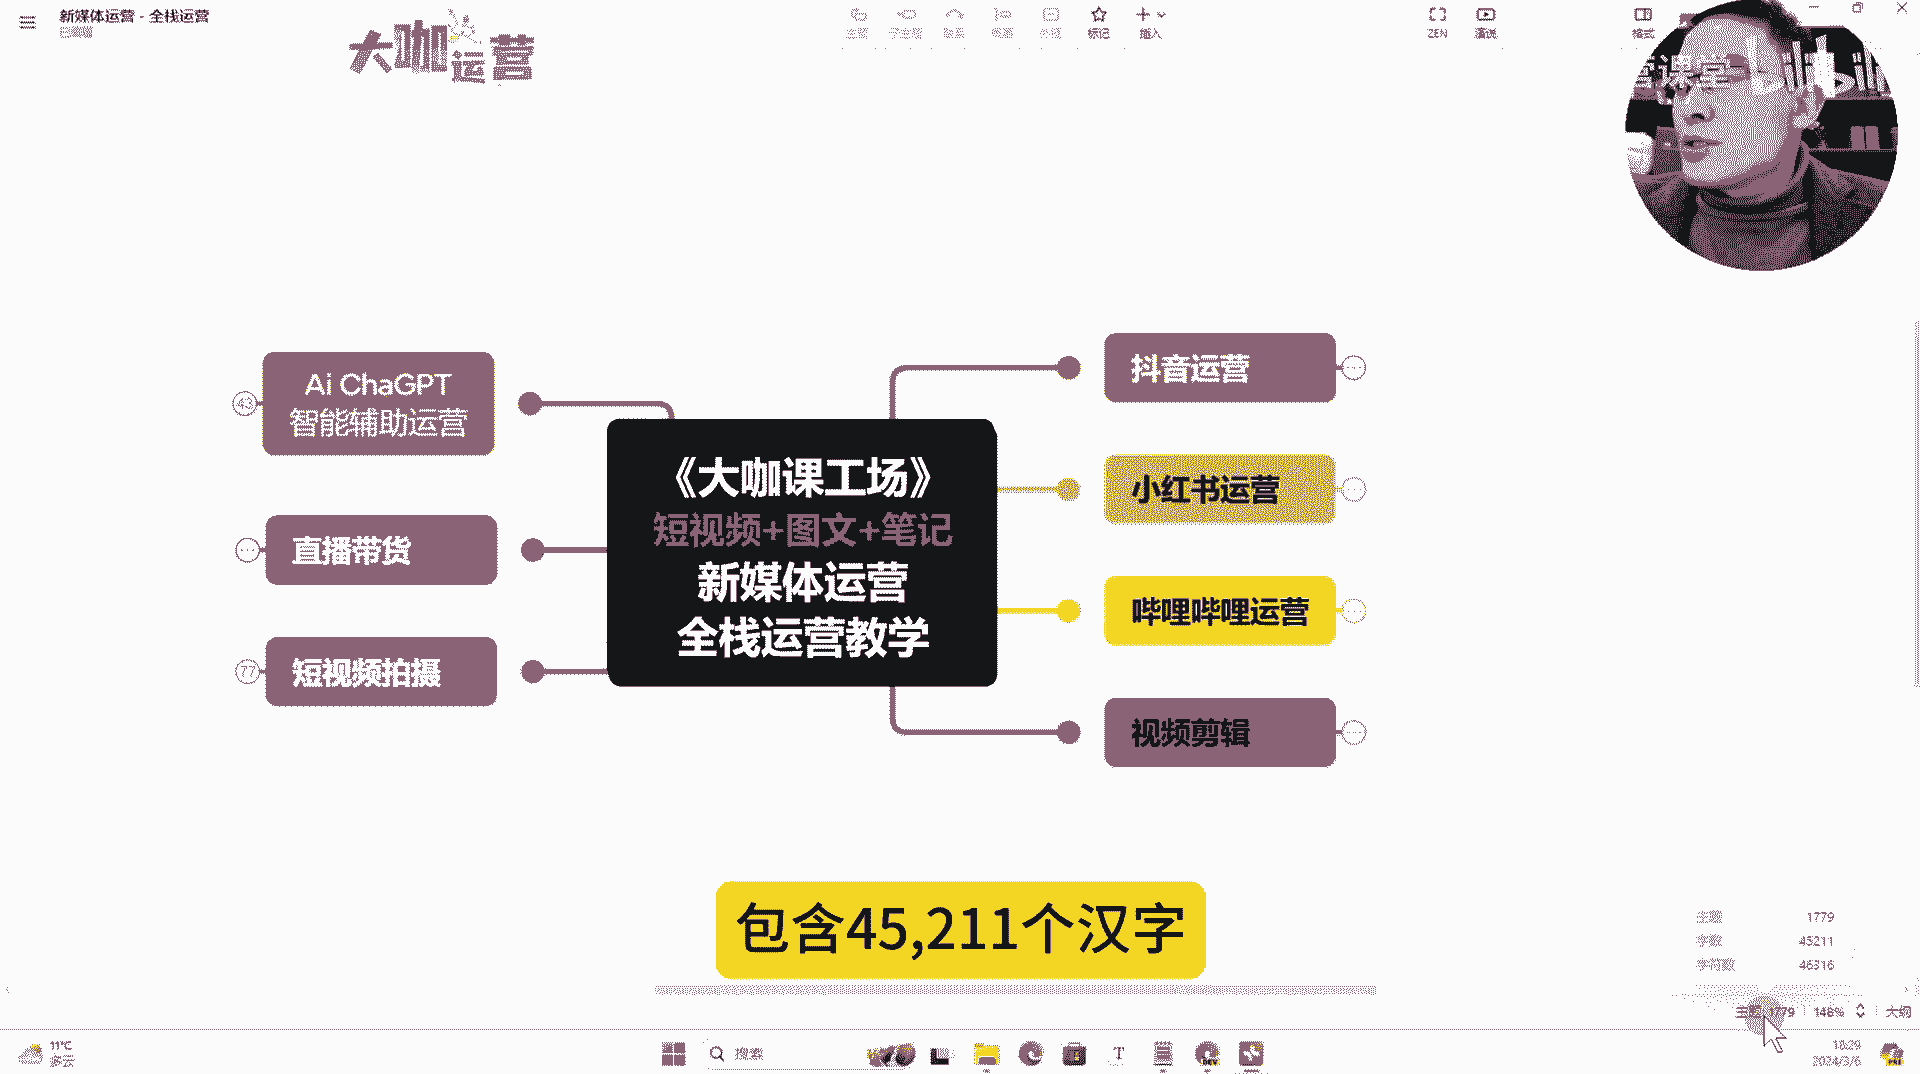 新媒体运营 - 全栈运营
已编辑
大咖运营
主题
子主题
联系
概要
外框
标记
插入
ZEN
演说
格式
营课堂
bilibili
Ai ChaGPT
智能辅助运营
43
直播带货
短视频拍摄
77
《大咖课工场》
短视频+图文+笔记
新媒体运营
全栈运营教学
抖音运营
小红书运营
哔哩哔哩运营
视频剪辑
包含45,211个汉字
主题 1779
字数 45211
字符数 46316
主题: 1779
148%
大纲
11°C
多云
搜索
DEV
2024/3/6
PRE